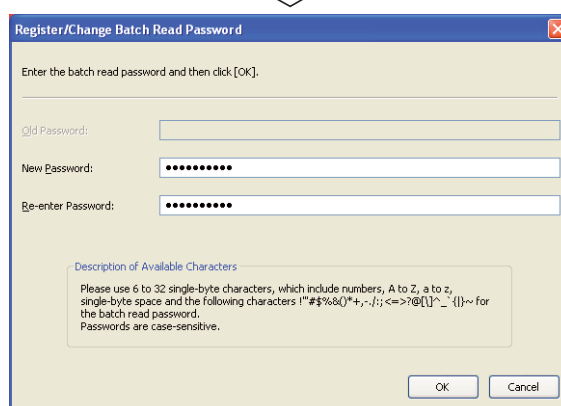 Register/Change Batch Read Password
Enter the batch read password and then click [OK].
Old Password:
New Password: ●●●●●●●●●●
Re-enter Password: ●●●●●●●●●●
Description of Available Characters
Please use 6 to 32 single-byte characters, which include numbers, A to Z, a to z,
single-byte space and the following characters !"'#$%&()*+,-./:;<=>?@[\]^_`{|}~ for
the batch read password.
Passwords are case-sensitive.
OK Cancel